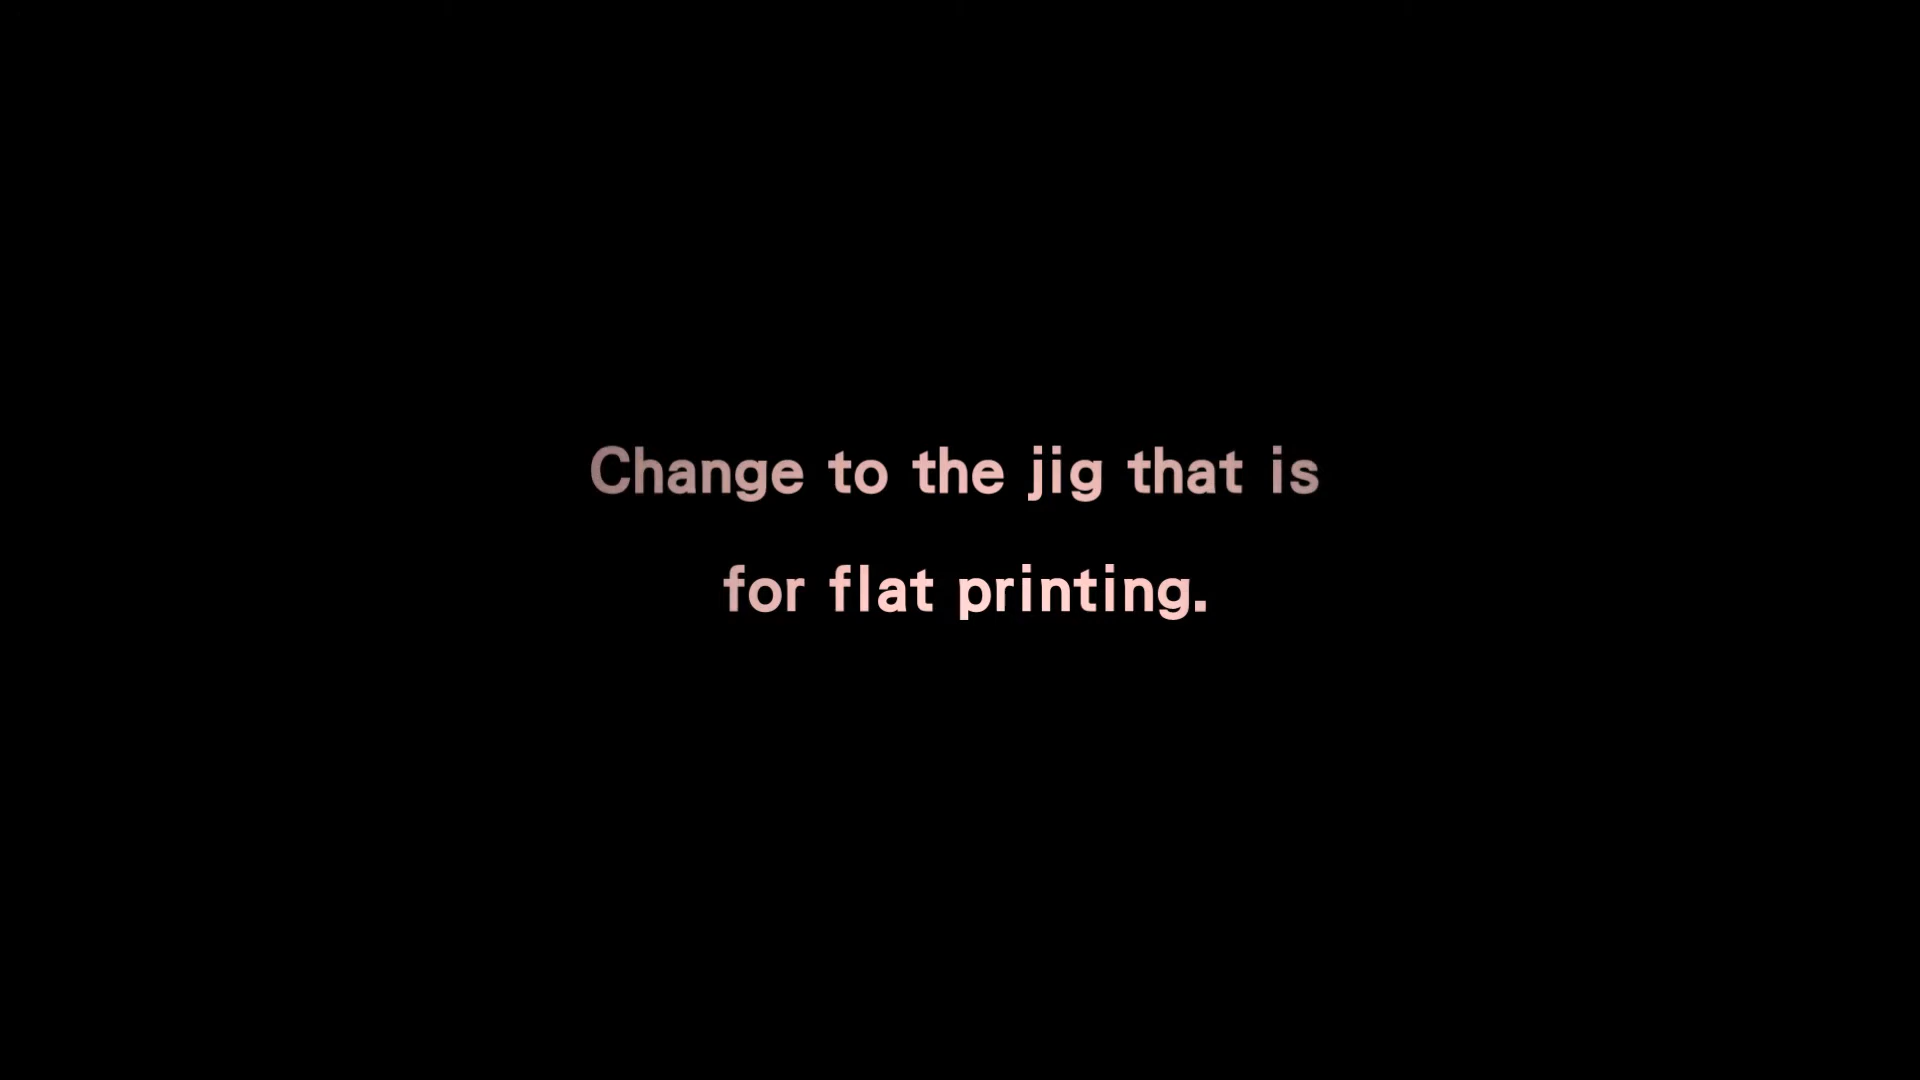 Change to the jig that is
for flat printing.